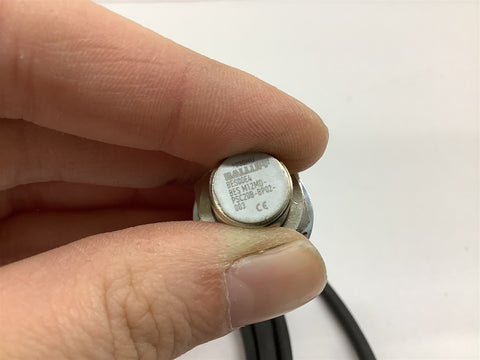 BALLUFF
BES00E4
BES M12MD-
PSC20B-BP02-
003 CE